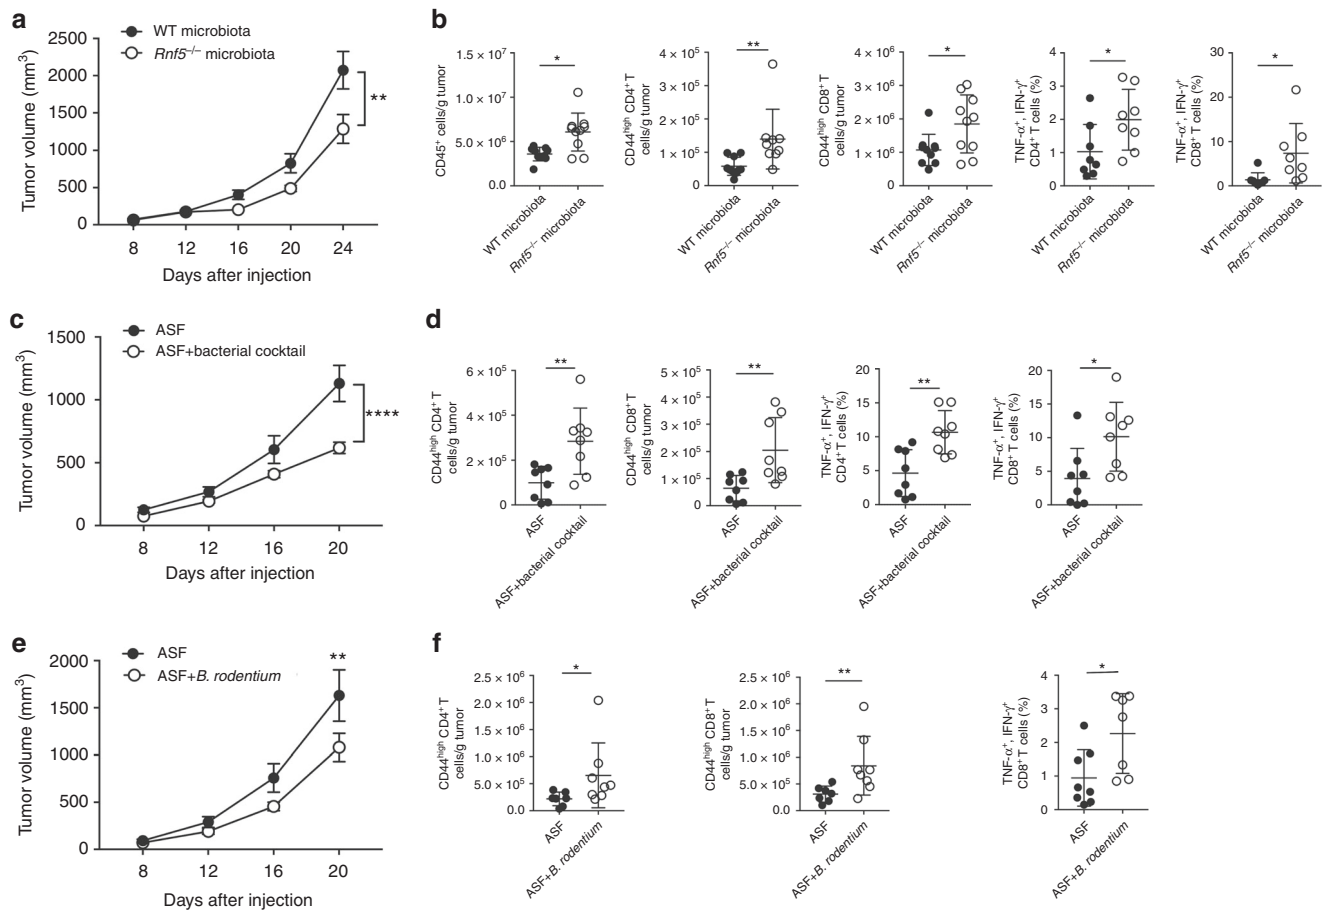 a
WT microbiota
Rnf5⁻/⁻ microbiota
Tumor volume (mm³)
2500
2000
1500
1000
500
0
**
8 12 16 20 24
Days after injection
b
CD45⁺ cells/g tumor
1.5 × 10⁷
1.0 × 10⁷
5.0 × 10⁶
0.0
*
WT microbiota
Rnf5⁻/⁻ microbiota
CD44ʰⁱᵍʰ CD4⁺ T
cells/g tumor
4 × 10⁵
3 × 10⁵
2 × 10⁵
1 × 10⁵
0
**
WT microbiota
Rnf5⁻/⁻ microbiota
CD44ʰⁱᵍʰ CD8⁺ T
cells/g tumor
4 × 10⁶
3 × 10⁶
2 × 10⁶
1 × 10⁶
0
*
WT microbiota
Rnf5⁻/⁻ microbiota
TNF-α⁺, IFN-γ⁺
CD4⁺ T cells (%)
4
3
2
1
0
*
WT microbiota
Rnf5⁻/⁻ microbiota
TNF-α⁺, IFN-γ⁺
CD8⁺ T cells (%)
30
20
10
0
*
WT microbiota
Rnf5⁻/⁻ microbiota
c
ASF
ASF+bacterial cocktail
Tumor volume (mm³)
1500
1000
500
0
****
8 12 16 20
Days after injection
d
CD44ʰⁱᵍʰ CD4⁺ T
cells/g tumor
6 × 10⁵
4 × 10⁵
2 × 10⁵
0
**
ASF
ASF+bacterial cocktail
CD44ʰⁱᵍʰ CD8⁺ T
cells/g tumor
5 × 10⁵
4 × 10⁵
3 × 10⁵
2 × 10⁵
1 × 10⁵
0
**
ASF
ASF+bacterial cocktail
TNF-α⁺, IFN-γ⁺
CD4⁺ T cells (%)
20
15
10
5
0
**
ASF
ASF+bacterial cocktail
TNF-α⁺, IFN-γ⁺
CD8⁺ T cells (%)
20
15
10
5
0
*
ASF
ASF+bacterial cocktail
e
ASF
ASF+B. rodentium
Tumor volume (mm³)
2000
1500
1000
500
0
**
8 12 16 20
Days after injection
f
CD44ʰⁱᵍʰ CD4⁺ T
cells/g tumor
2.5 × 10⁶
2.0 × 10⁶
1.5 × 10⁶
1.0 × 10⁶
5.0 × 10⁵
0.0
*
ASF
ASF+B. rodentium
CD44ʰⁱᵍʰ CD8⁺ T
cells/g tumor
2.5 × 10⁶
2.0 × 10⁶
1.5 × 10⁶
1.0 × 10⁶
5.0 × 10⁵
0.0
**
ASF
ASF+B. rodentium
TNF-α⁺, IFN-γ⁺
CD8⁺ T cells (%)
4
3
2
1
0
*
ASF
ASF+B. rodentium